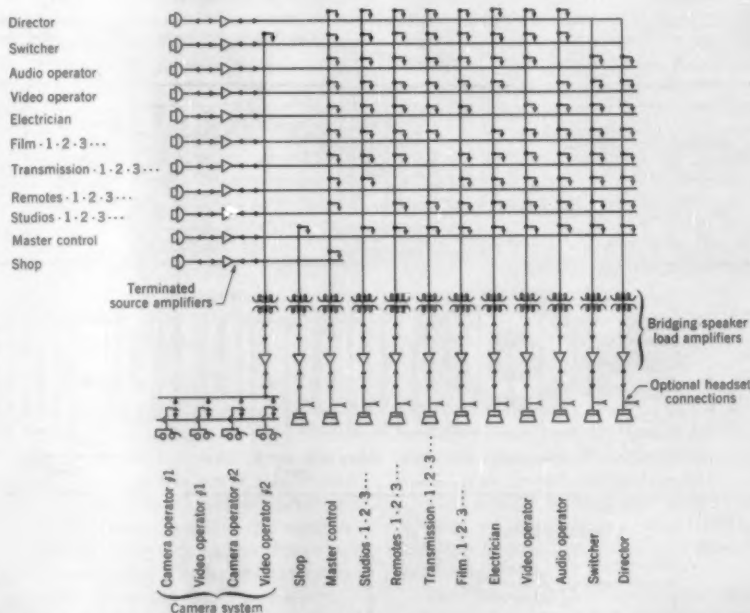 Director
Switcher
Audio operator
Video operator
Electrician
Film · 1 · 2 · 3 · · ·
Transmission · 1 · 2 · 3 · · ·
Remotes · 1 · 2 · 3 · · ·
Studios · 1 · 2 · 3 · · ·
Master control
Shop
Terminated
source amplifiers
Bridging speaker
load amplifiers
Optional headset
connections
Camera operator #1
Video operator #1
Camera operator #2
Video operator #2
Shop
Master control
Studios · 1 · 2 · 3 · · ·
Remotes · 1 · 2 · 3 · · ·
Transmission · 1 · 2 · 3 · · ·
Film · 1 · 2 · 3 · · ·
Electrician
Video operator
Audio operator
Switcher
Director
Camera system